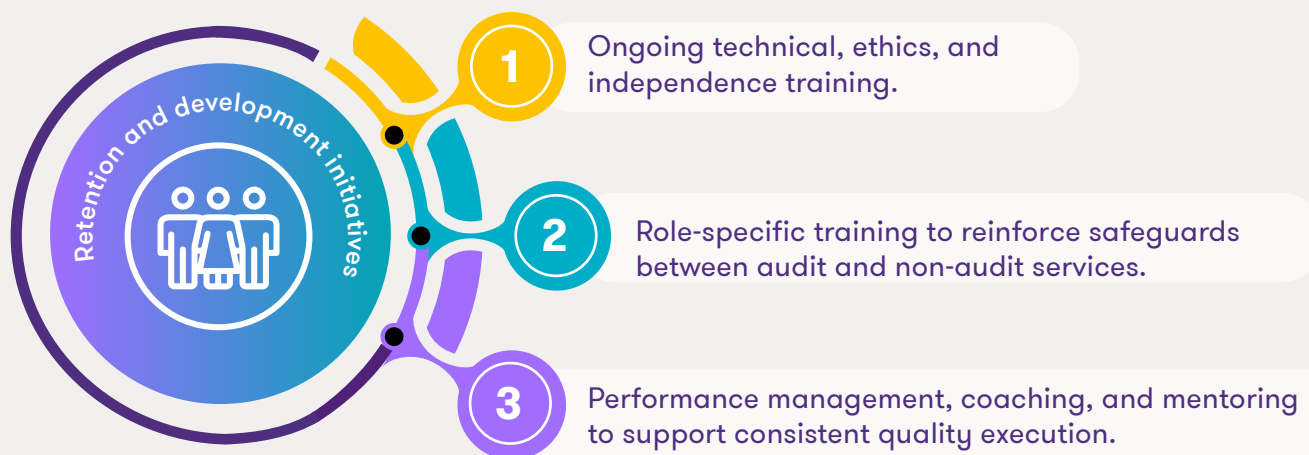 Retention and development initiatives
1
Ongoing technical, ethics, and
independence training.
2
Role-specific training to reinforce safeguards
between audit and non-audit services.
3
Performance management, coaching, and mentoring
to support consistent quality execution.